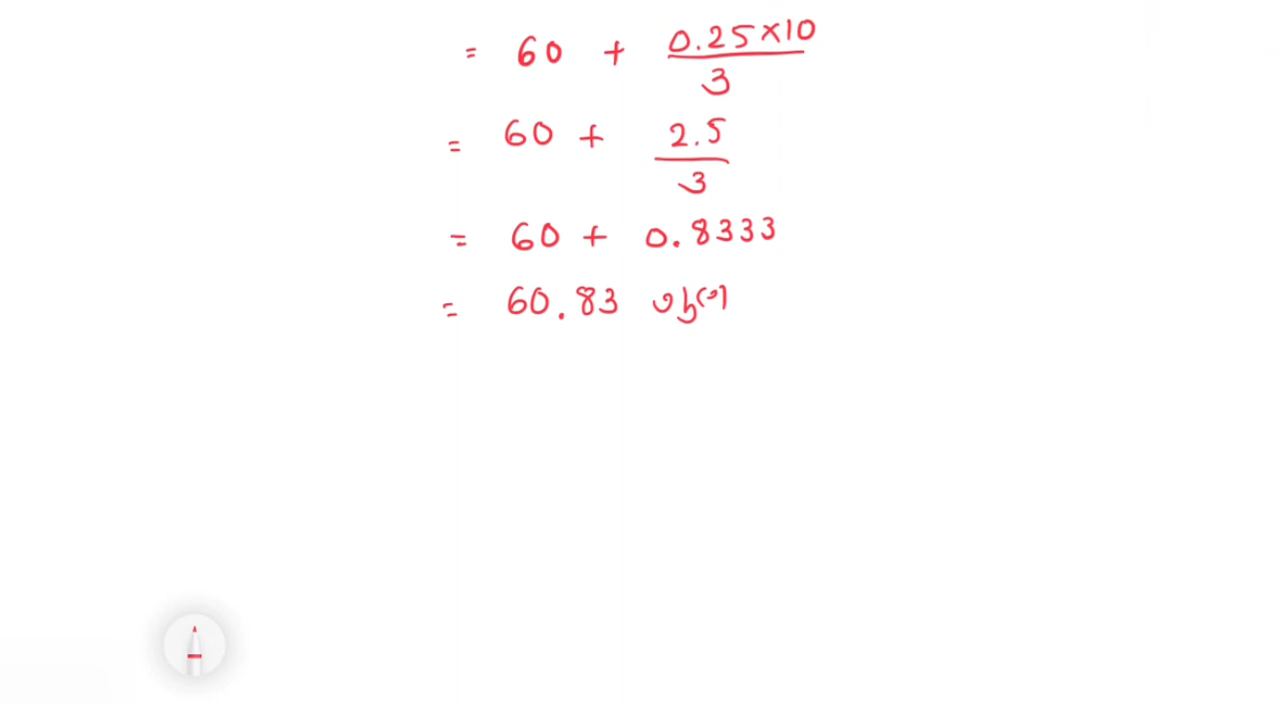 = 60 + 0.25×10 / 3
= 60 + 2.5 / 3
= 60 + 0.8333
= 60.83